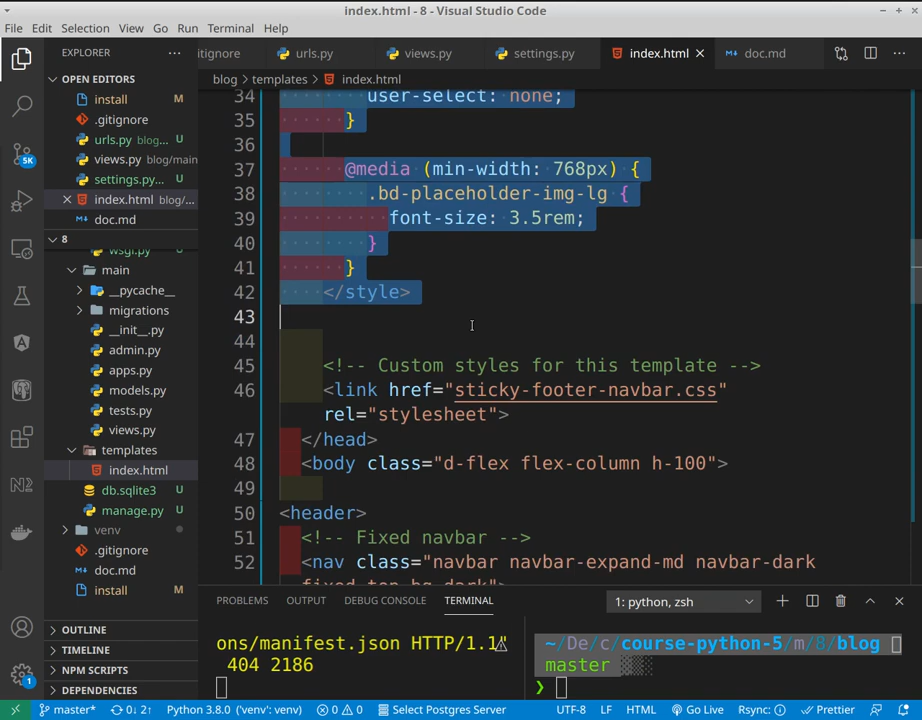 index.html - 8 - Visual Studio Code
File Edit Selection View Go Run Terminal Help
EXPLORER
OPEN EDITORS
install M
.gitignore
urls.py blog... U
views.py blog/main
settings.py... U
index.html blog/...
doc.md
8
wsgi.py U
main
__pycache__
migrations
__init__.py
admin.py
apps.py
models.py
tests.py
views.py
templates
index.html
db.sqlite3 U
manage.py U
venv
.gitignore
doc.md
install M
OUTLINE
TIMELINE
NPM SCRIPTS
DEPENDENCIES
5K
1
itignore urls.py views.py settings.py index.html doc.md
blog > templates > index.html
34 user-select: none;
35 }
36
37 @media (min-width: 768px) {
38 .bd-placeholder-img-lg {
39 font-size: 3.5rem;
40 }
41 }
42 </style>
43
44
45 <!-- Custom styles for this template -->
46 <link href="sticky-footer-navbar.css"
rel="stylesheet">
47 </head>
48 <body class="d-flex flex-column h-100">
49
50 <header>
51 <!-- Fixed navbar -->
52 <nav class="navbar navbar-expand-md navbar-dark
fixed-top bg-dark">
PROBLEMS OUTPUT DEBUG CONSOLE TERMINAL 1: python, zsh
ons/manifest.json HTTP/1.1"
404 2186
~/De/c/course-python-5/m/8/blog
master
❯
master* 0↓ 2↑ Python 3.8.0 ('venv': venv) 0 0 Select Postgres Server UTF-8 LF HTML Go Live Rsync: Prettier